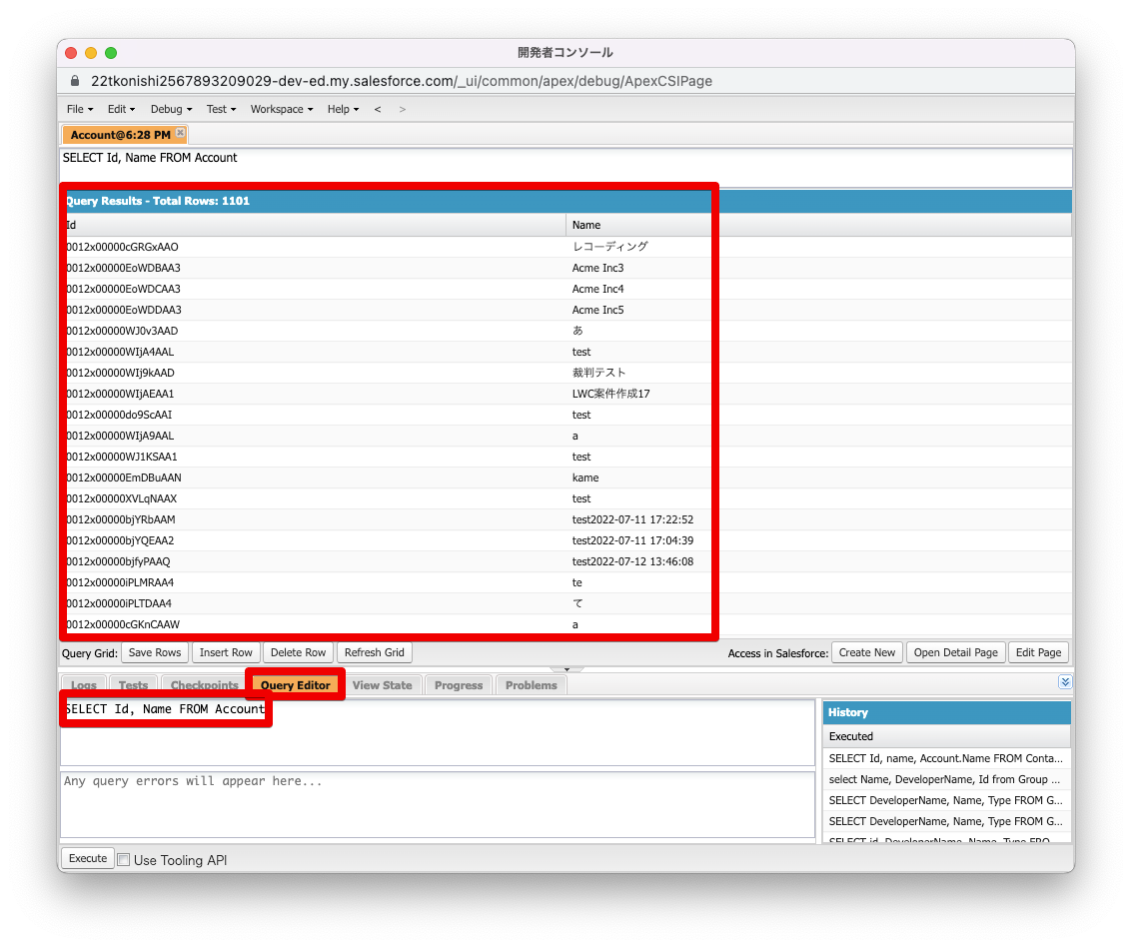 開発者コンソール
22tkonishi2567893209029-dev-ed.my.salesforce.com/_ui/common/apex/debug/ApexCSIPage
File Edit Debug Test Workspace Help < >
Account@6:28 PM
SELECT Id, Name FROM Account
Query Results - Total Rows: 1101
Id Name
0012x00000cGRGxAAO レコーディング
0012x00000EoWDBAA3 Acme Inc3
0012x00000EoWDCAA3 Acme Inc4
0012x00000EoWDDAA3 Acme Inc5
0012x00000WJ0v3AAD あ
0012x00000WIjA4AAL test
0012x00000WIj9kAAD 裁判テスト
0012x00000WIjAEAA1 LWC案件作成17
0012x00000do9ScAAI test
0012x00000WIjA9AAL a
0012x00000WJ1KSAA1 test
0012x00000EmDBuAAN kame
0012x00000XVLqNAAX test
0012x00000bjYRbAAM test2022-07-11 17:22:52
0012x00000bjYQEAA2 test2022-07-11 17:04:39
0012x00000bjfyPAAQ test2022-07-12 13:46:08
0012x00000iPLMRAA4 te
0012x00000iPLTDAA4 て
0012x00000cGKnCAAW a
Query Grid: Save Rows Insert Row Delete Row Refresh Grid Access in Salesforce: Create New Open Detail Page Edit Page
Logs Tests Checkpoints Query Editor View State Progress Problems
SELECT Id, Name FROM Account
Any query errors will appear here...
History
Executed
SELECT Id, name, Account.Name FROM Conta...
select Name, DeveloperName, Id from Group ...
SELECT DeveloperName, Name, Type FROM G...
SELECT DeveloperName, Name, Type FROM G...
SELECT id, DeveloperName, Name, Type FRO...
Execute Use Tooling API